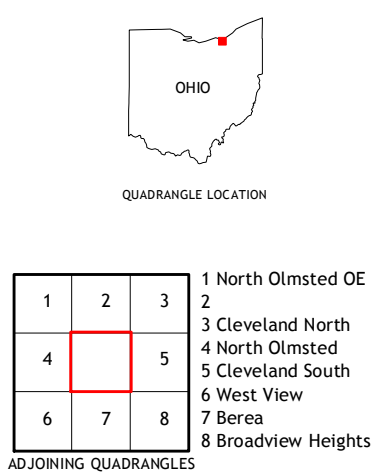 OHIO
QUADRANGLE LOCATION
1 2 3
4 5
6 7 8
1 North Olmsted OE
2
3 Cleveland North
4 North Olmsted
5 Cleveland South
6 West View
7 Berea
8 Broadview Heights
ADJOINING QUADRANGLES